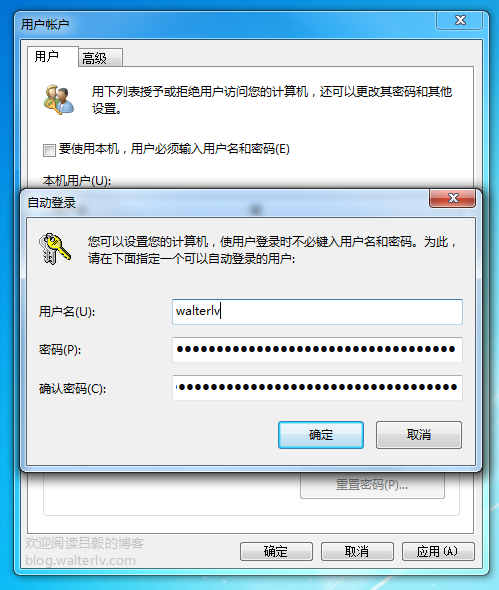 用户帐户
用户
高级
用下列表授予或拒绝用户访问您的计算机，还可以更改其密码和其他
设置。
要使用本机，用户必须输入用户名和密码(E)
本机用户(U):
自动登录
您可以设置您的计算机，使用户登录时不必键入用户名和密码。为此，
请在下面指定一个可以自动登录的用户:
用户名(U):
walterlv
密码(P):
●●●●●●●●●●●●●●●●●●●●●●●●●●●●●●●●●●●
确认密码(C):
●●●●●●●●●●●●●●●●●●●●●●●●●●●●●●●●●●●
确定
取消
重置密码(P)...
欢迎阅读吕毅的博客
blog.walterlv.com
确定
取消
应用(A)